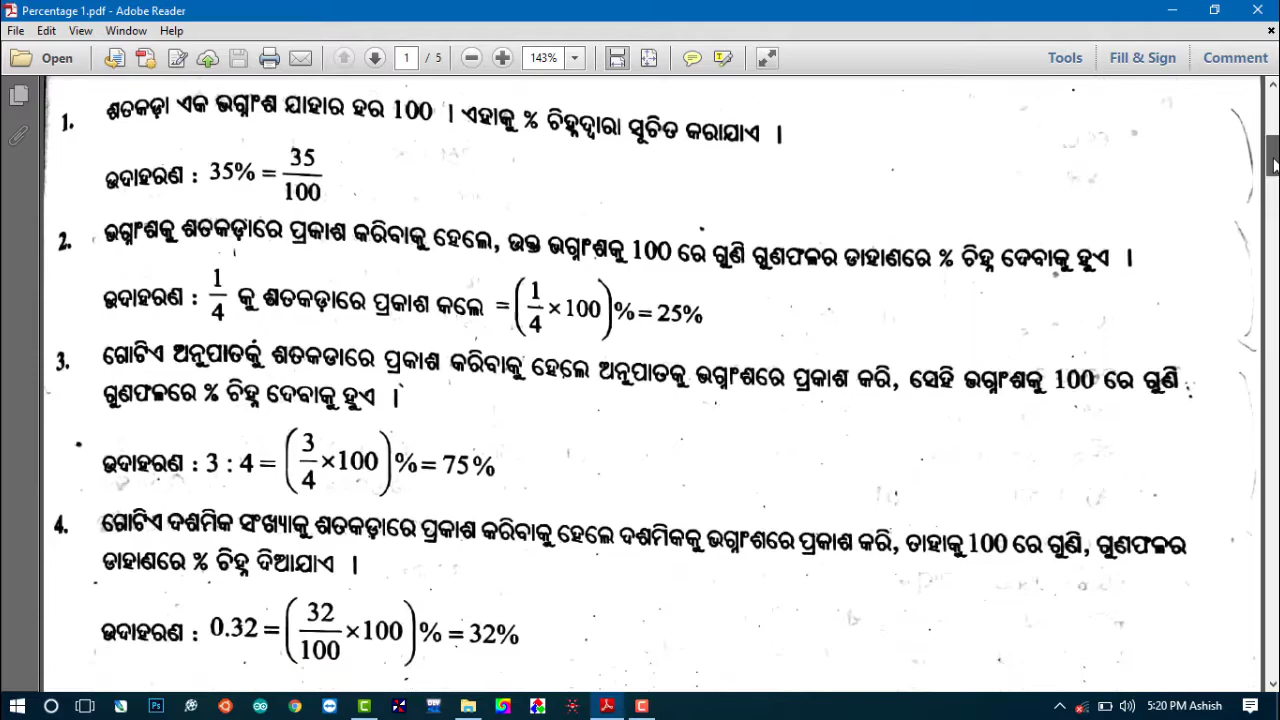 Percentage 1.pdf - Adobe Reader
File Edit View Window Help
Open 1 / 5 143% Tools Fill & Sign Comment
1. ଶତକଡ଼ା ଏକ ଭଗ୍ନାଂଶ ଯାହାର ହର 100 । ଏହାକୁ % ଚିହ୍ନଦ୍ୱାରା ସୂଚିତ କରାଯାଏ ।
ଉଦାହରଣ : 35% = 35/100
2. ଭଗ୍ନାଂଶକୁ ଶତକଡ଼ାରେ ପ୍ରକାଶ କରିବାକୁ ହେଲେ, ଉକ୍ତ ଭଗ୍ନାଂଶକୁ 100 ରେ ଗୁଣି ଗୁଣଫଳର ଡାହାଣରେ % ଚିହ୍ନ ଦେବାକୁ ହୁଏ ।
ଉଦାହରଣ : 1/4 କୁ ଶତକଡ଼ାରେ ପ୍ରକାଶ କଲେ = (1/4 × 100)% = 25%
3. ଗୋଟିଏ ଅନୁପାତକୁ ଶତକଡାରେ ପ୍ରକାଶ କରିବାକୁ ହେଲେ ଅନୁପାତକୁ ଭଗ୍ନାଂଶରେ ପ୍ରକାଶ କରି, ସେହି ଭଗ୍ନାଂଶକୁ 100 ରେ ଗୁଣି
ଗୁଣଫଳରେ % ଚିହ୍ନ ଦେବାକୁ ହୁଏ ।
ଉଦାହରଣ : 3 : 4 = (3/4 × 100)% = 75%
4. ଗୋଟିଏ ଦଶମିକ ସଂଖ୍ୟାକୁ ଶତକଡ଼ାରେ ପ୍ରକାଶ କରିବାକୁ ହେଲେ ଦଶମିକକୁ ଭଗ୍ନାଂଶରେ ପ୍ରକାଶ କରି, ତାହାକୁ 100 ରେ ଗୁଣି, ଗୁଣଫଳର
ଡାହାଣରେ % ଚିହ୍ନ ଦିଆଯାଏ ।
ଉଦାହରଣ : 0.32 = (32/100 × 100)% = 32%
5:20 PM Ashish